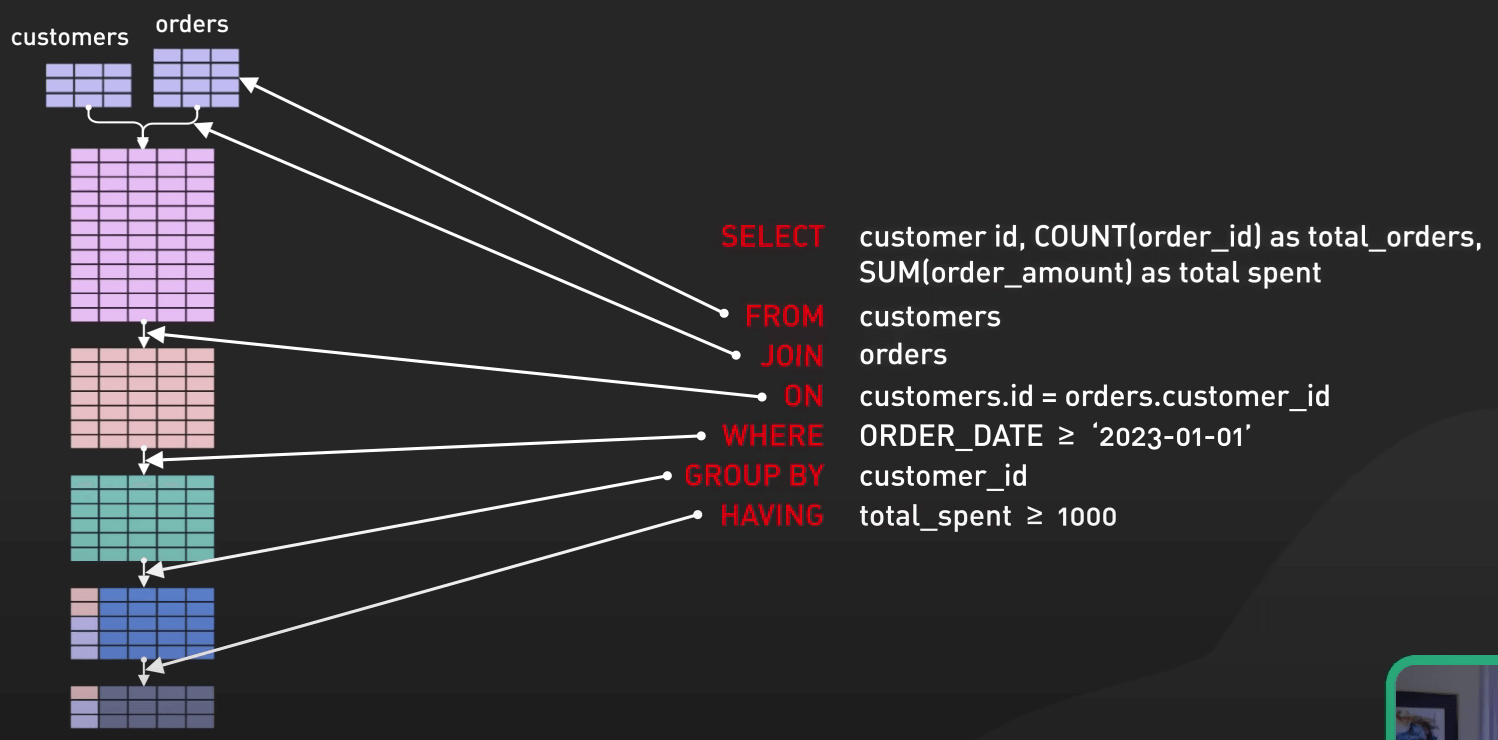 customers
orders
SELECT customer id, COUNT(order_id) as total_orders,
SUM(order_amount) as total spent
FROM customers
JOIN orders
ON customers.id = orders.customer_id
WHERE ORDER_DATE ≥ ‘2023-01-01’
GROUP BY customer_id
HAVING total_spent ≥ 1000